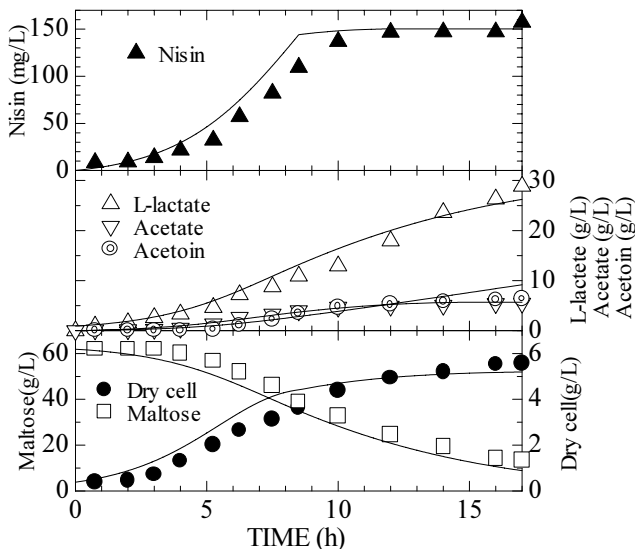 Nisin (mg/L)
150
100
50
0
Nisin
L-lactate
Acetate
Acetoin
30
20
10
0
L-lactete (g/L)
Acetate (g/L)
Acetoin (g/L)
Maltose(g/L)
60
40
20
0
Dry cell
Maltose
6
4
2
0
Dry cell(g/L)
0 5 10 15
TIME (h)